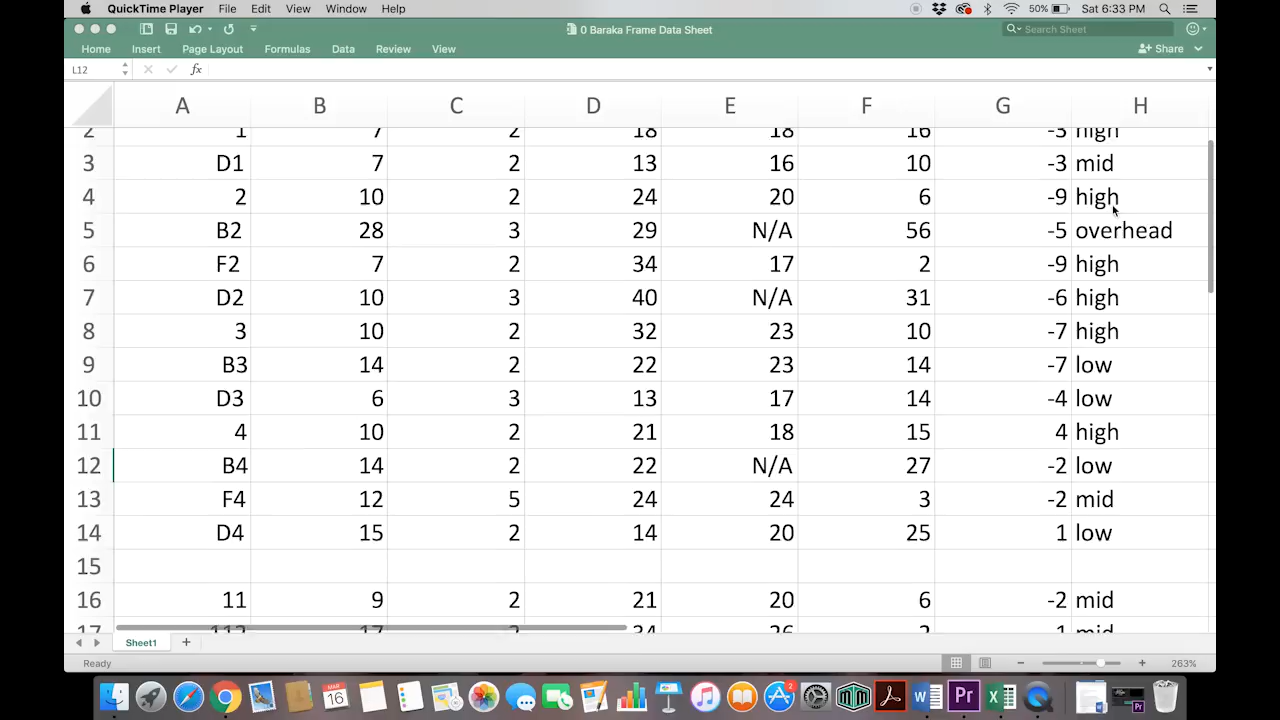 QuickTime Player File Edit View Window Help 50% Sat 6:33 PM
0 Baraka Frame Data Sheet Search Sheet
Home Insert Page Layout Formulas Data Review View Share
L12 fx
A B C D E F G H
2 1 7 2 18 18 16 -3 high
3 D1 7 2 13 16 10 -3 mid
4 2 10 2 24 20 6 -9 high
5 B2 28 3 29 N/A 56 -5 overhead
6 F2 7 2 34 17 2 -9 high
7 D2 10 3 40 N/A 31 -6 high
8 3 10 2 32 23 10 -7 high
9 B3 14 2 22 23 14 -7 low
10 D3 6 3 13 17 14 -4 low
11 4 10 2 21 18 15 4 high
12 B4 14 2 22 N/A 27 -2 low
13 F4 12 5 24 24 3 -2 mid
14 D4 15 2 14 20 25 1 low
15
16 11 9 2 21 20 6 -2 mid
17 112 17 2 34 26 mid
Sheet1
Ready 263%
MAR 16 2 W Pr X W Pr